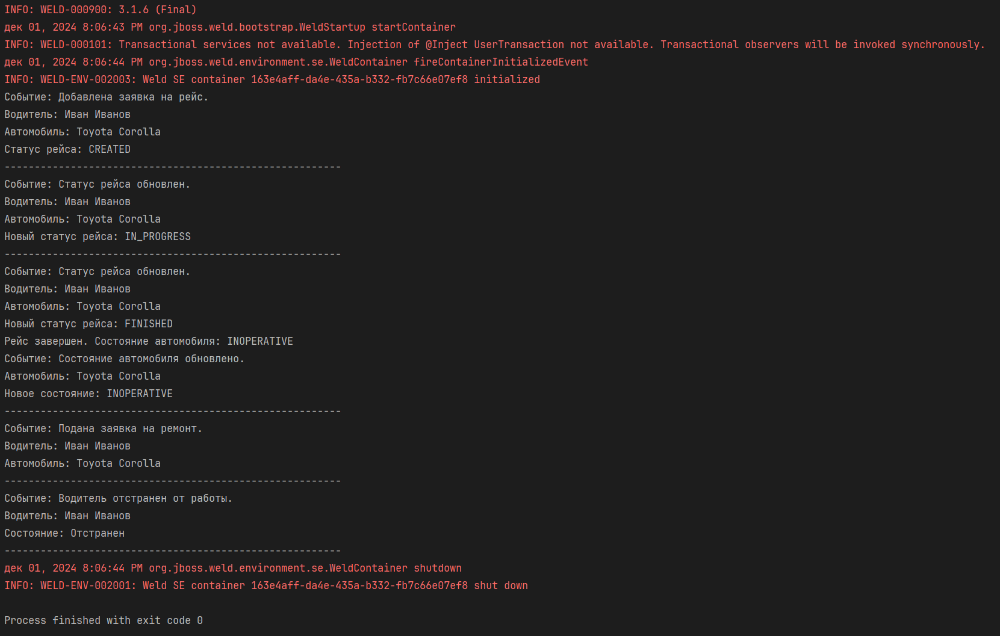 INFO: WELD-000900: 3.1.6 (Final)
дек 01, 2024 8:06:43 PM org.jboss.weld.bootstrap.WeldStartup startContainer
INFO: WELD-000101: Transactional services not available. Injection of @Inject UserTransaction not available. Transactional observers will be invoked synchronously.
дек 01, 2024 8:06:44 PM org.jboss.weld.environment.se.WeldContainer fireContainerInitializedEvent
INFO: WELD-ENV-002003: Weld SE container 163e4aff-da4e-435a-b332-fb7c66e07ef8 initialized
Событие: Добавлена заявка на рейс.
Водитель: Иван Иванов
Автомобиль: Toyota Corolla
Статус рейса: CREATED
--------------------------------------------------------
Событие: Статус рейса обновлен.
Водитель: Иван Иванов
Автомобиль: Toyota Corolla
Новый статус рейса: IN_PROGRESS
--------------------------------------------------------
Событие: Статус рейса обновлен.
Водитель: Иван Иванов
Автомобиль: Toyota Corolla
Новый статус рейса: FINISHED
Рейс завершен. Состояние автомобиля: INOPERATIVE
Событие: Состояние автомобиля обновлено.
Автомобиль: Toyota Corolla
Новое состояние: INOPERATIVE
--------------------------------------------------------
Событие: Подана заявка на ремонт.
Водитель: Иван Иванов
Автомобиль: Toyota Corolla
--------------------------------------------------------
Событие: Водитель отстранен от работы.
Водитель: Иван Иванов
Состояние: Отстранен
--------------------------------------------------------
дек 01, 2024 8:06:44 PM org.jboss.weld.environment.se.WeldContainer shutdown
INFO: WELD-ENV-002001: Weld SE container 163e4aff-da4e-435a-b332-fb7c66e07ef8 shut down
Process finished with exit code 0